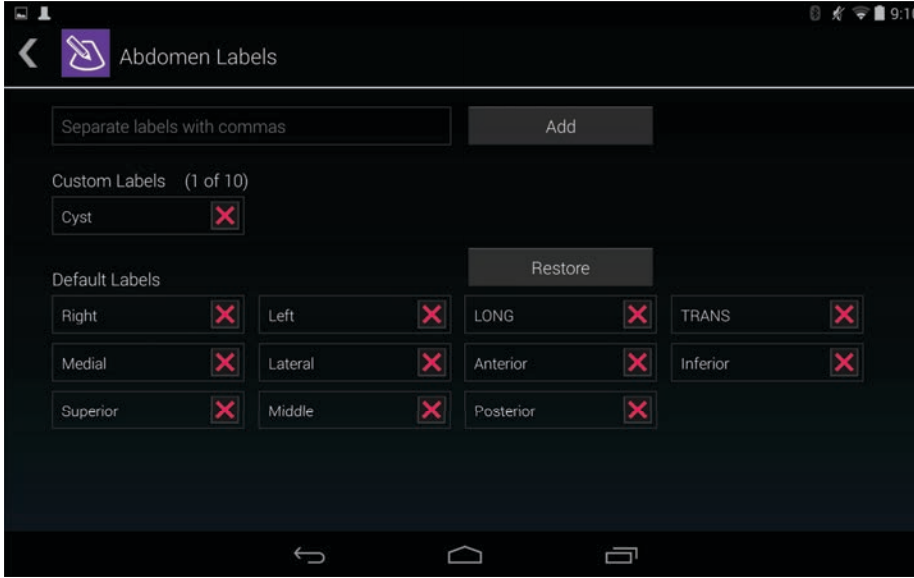 9:10
Abdomen Labels
Separate labels with commas Add
Custom Labels (1 of 10)
Cyst
Restore
Default Labels
Right Left LONG TRANS
Medial Lateral Anterior Inferior
Superior Middle Posterior